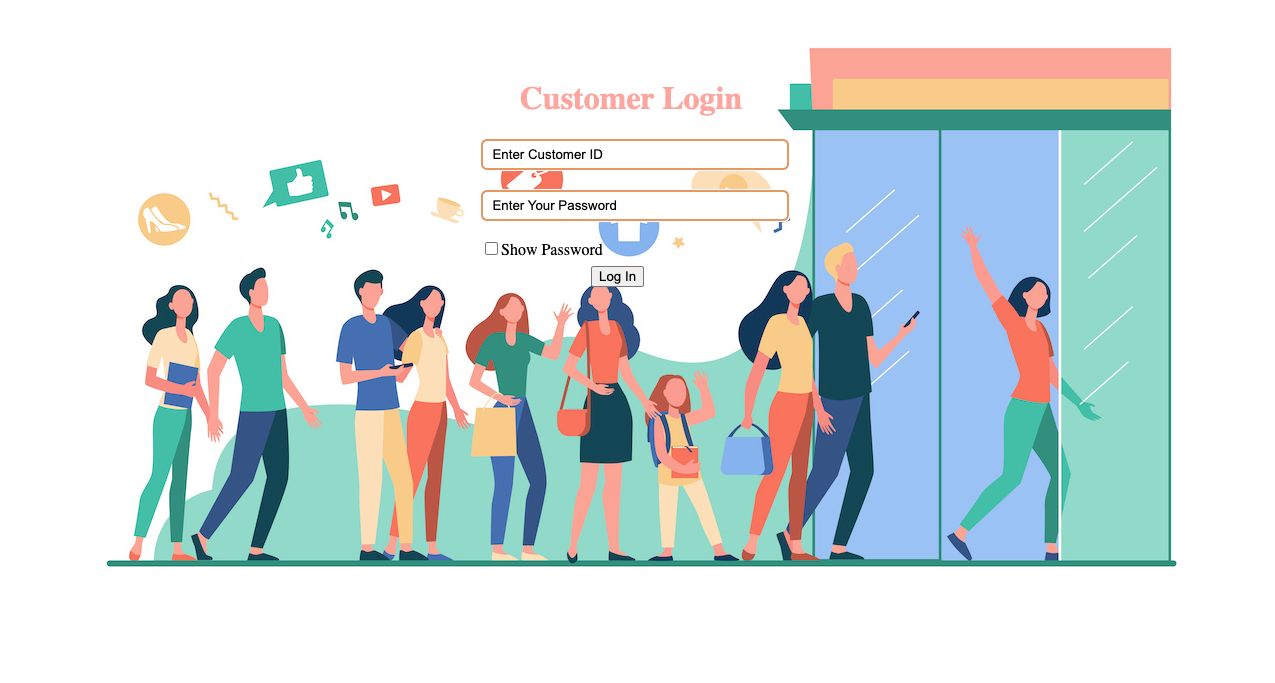 Customer Login
Enter Customer ID
Enter Your Password
Show Password
Log In